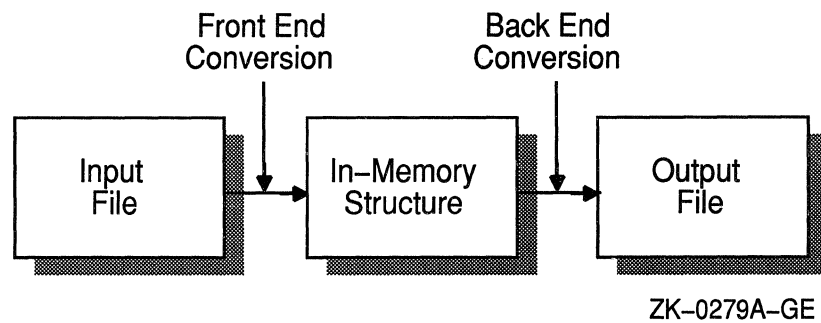 Front End
Conversion
Back End
Conversion
Input
File
In–Memory
Structure
Output
File
ZK–0279A–GE